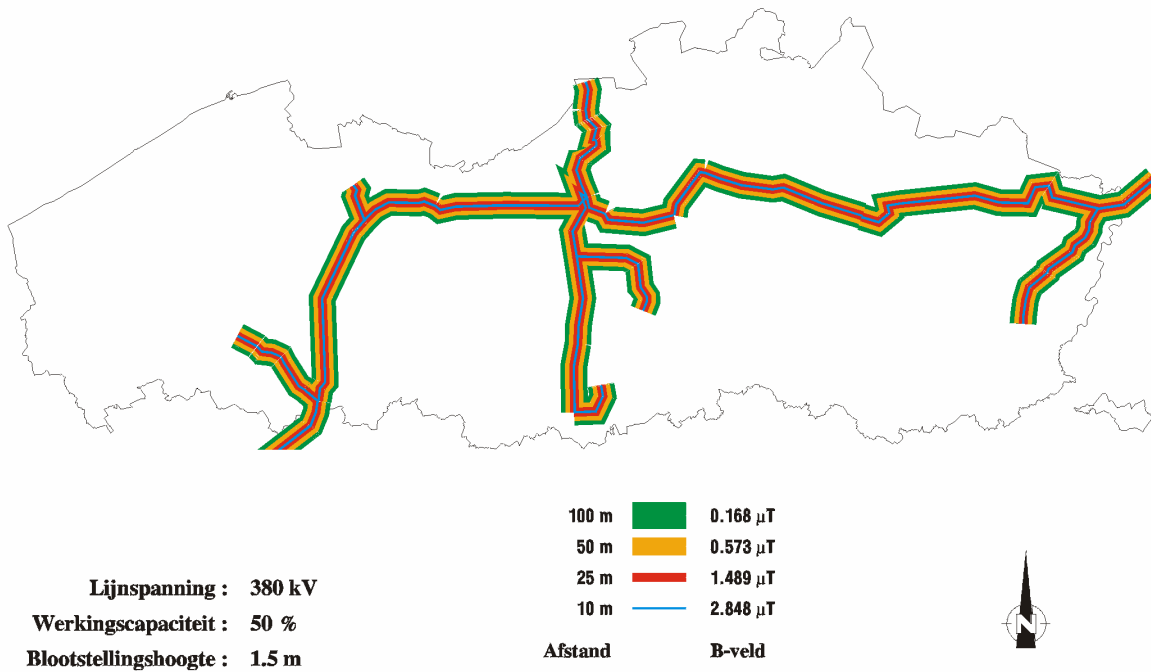 100 m 0.168 µT
50 m 0.573 µT
25 m 1.489 µT
10 m 2.848 µT
Afstand B-veld
Lijnspanning : 380 kV
Werkingscapaciteit : 50 %
Blootstellingshoogte : 1.5 m
N